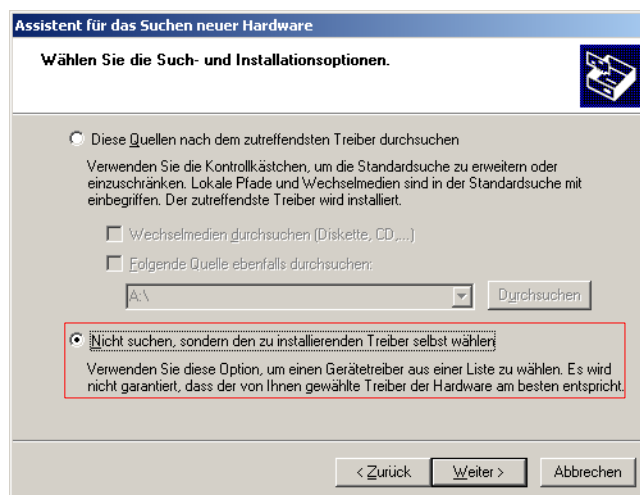 Assistent für das Suchen neuer Hardware
Wählen Sie die Such- und Installationsoptionen.
Diese Quellen nach dem zutreffendsten Treiber durchsuchen
Verwenden Sie die Kontrollkästchen, um die Standardsuche zu erweitern oder
einzuschränken. Lokale Pfade und Wechselmedien sind in der Standardsuche mit
einbegriffen. Der zutreffendste Treiber wird installiert.
Wechselmedien durchsuchen (Diskette, CD,...)
Folgende Quelle ebenfalls durchsuchen:
A:\ Durchsuchen
Nicht suchen, sondern den zu installierenden Treiber selbst wählen
Verwenden Sie diese Option, um einen Gerätetreiber aus einer Liste zu wählen. Es wird
nicht garantiert, dass der von Ihnen gewählte Treiber der Hardware am besten entspricht.
< Zurück Weiter > Abbrechen